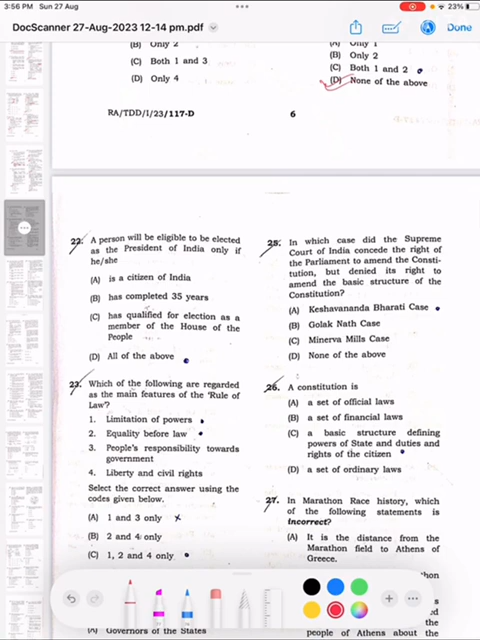 3:56 PM Sun 27 Aug
23%
DocScanner 27-Aug-2023 12-14 pm.pdf
Done
(B) Only 2
(C) Both 1 and 3
(D) Only 4
(A) Only 1
(B) Only 2
(C) Both 1 and 2
(D) None of the above
RA/TDD/I/23/117-D
6
22. A person will be eligible to be elected
as the President of India only if
he/she
(A) is a citizen of India
(B) has completed 35 years
(C) has qualified for election as a
member of the House of the
People
(D) All of the above
23. Which of the following are regarded
as the main features of the 'Rule of
Law?
1. Limitation of powers
2. Equality before law
3. People's responsibility towards
government
4. Liberty and civil rights
Select the correct answer using the
codes given below.
(A) 1 and 3 only
(B) 2 and 4 only
(C) 1, 2 and 4 only
(A) Governors of the States
25. In which case did the Supreme
Court of India concede the right of
the Parliament to amend the Consti-
tution, but denied its right to
amend the basic structure of the
Constitution?
(A) Keshavananda Bharati Case
(B) Golak Nath Case
(C) Minerva Mills Case
(D) None of the above
26. A constitution is
(A) a set of official laws
(B) a set of financial laws
(C) a basic structure defining
powers of State and duties and
rights of the citizen
(D) a set of ordinary laws
27. In Marathon Race history, which
of the following statements is
incorrect?
(A) It is the distance from the
Marathon field to Athens of
Greece.
people of Athens about the